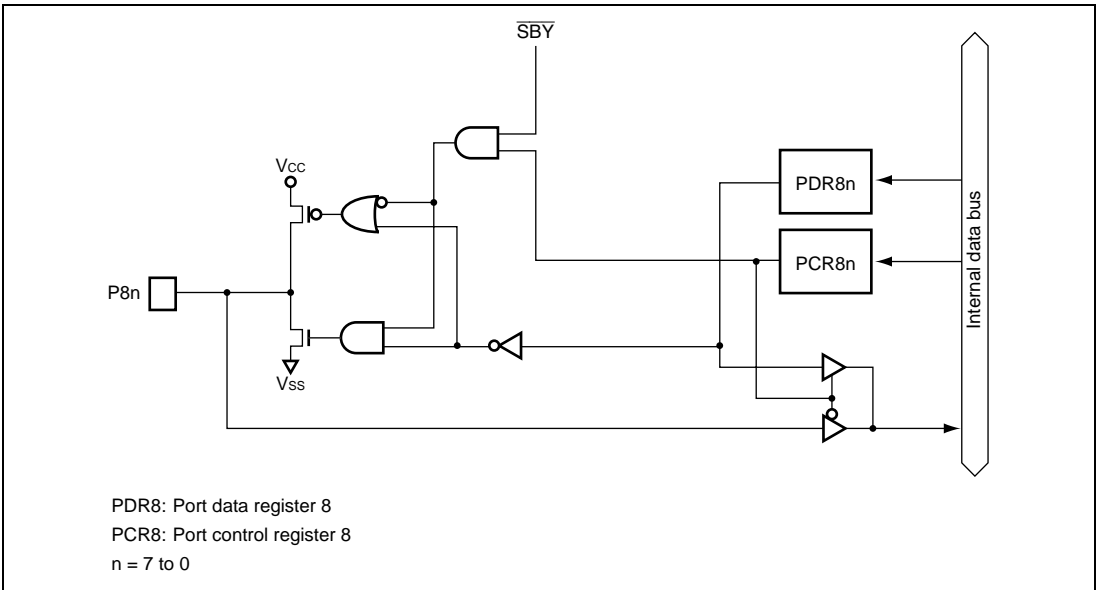 SBY
VCC
PDR8n
PCR8n
Internal data bus
P8n
VSS
PDR8: Port data register 8
PCR8: Port control register 8
n = 7 to 0